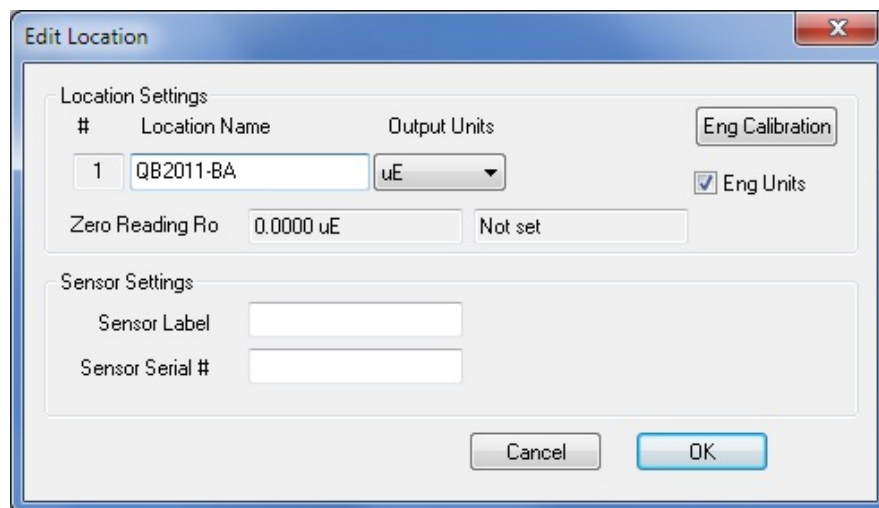 Edit Location
Location Settings
# Location Name Output Units Eng Calibration
1 QB2011-BA uE Eng Units
Zero Reading Ro 0.0000 uE Not set
Sensor Settings
Sensor Label
Sensor Serial #
Cancel OK